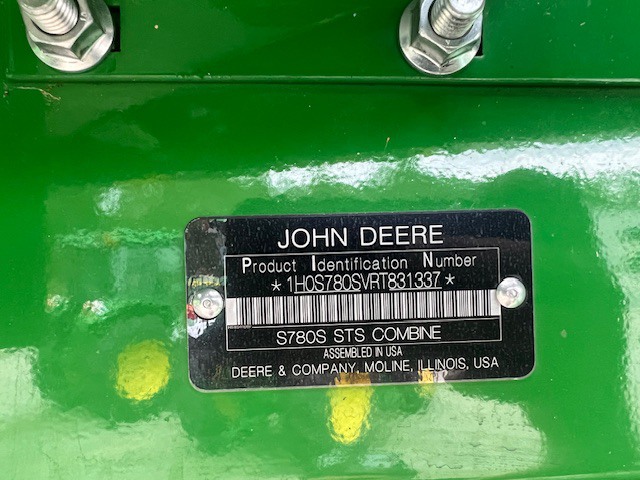 JOHN DEERE
Product Identification Number
*1H0S780SVRT831337*
S780S STS COMBINE
ASSEMBLED IN USA
DEERE & COMPANY, MOLINE, ILLINOIS, USA